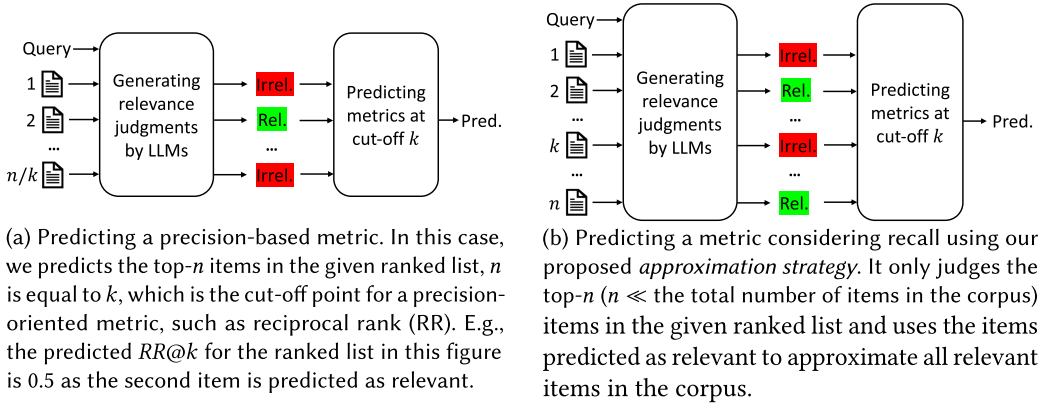 Query
1
2
...
n/k
Generating
relevance
judgments
by LLMs
Irrel.
Rel.
...
Irrel.
Predicting
metrics at
cut-off k
Pred.
(a) Predicting a precision-based metric. In this case,
we predicts the top-n items in the given ranked list, n
is equal to k, which is the cut-off point for a precision-
oriented metric, such as reciprocal rank (RR). E.g.,
the predicted RR@k for the ranked list in this figure
is 0.5 as the second item is predicted as relevant.
Query
1
2
...
k
...
n
Generating
relevance
judgments
by LLMs
Irrel.
Rel.
...
Irrel.
...
Rel.
Predicting
metrics at
cut-off k
Pred.
(b) Predicting a metric considering recall using our
proposed approximation strategy. It only judges the
top-n (n ≪ the total number of items in the corpus)
items in the given ranked list and uses the items
predicted as relevant to approximate all relevant
items in the corpus.